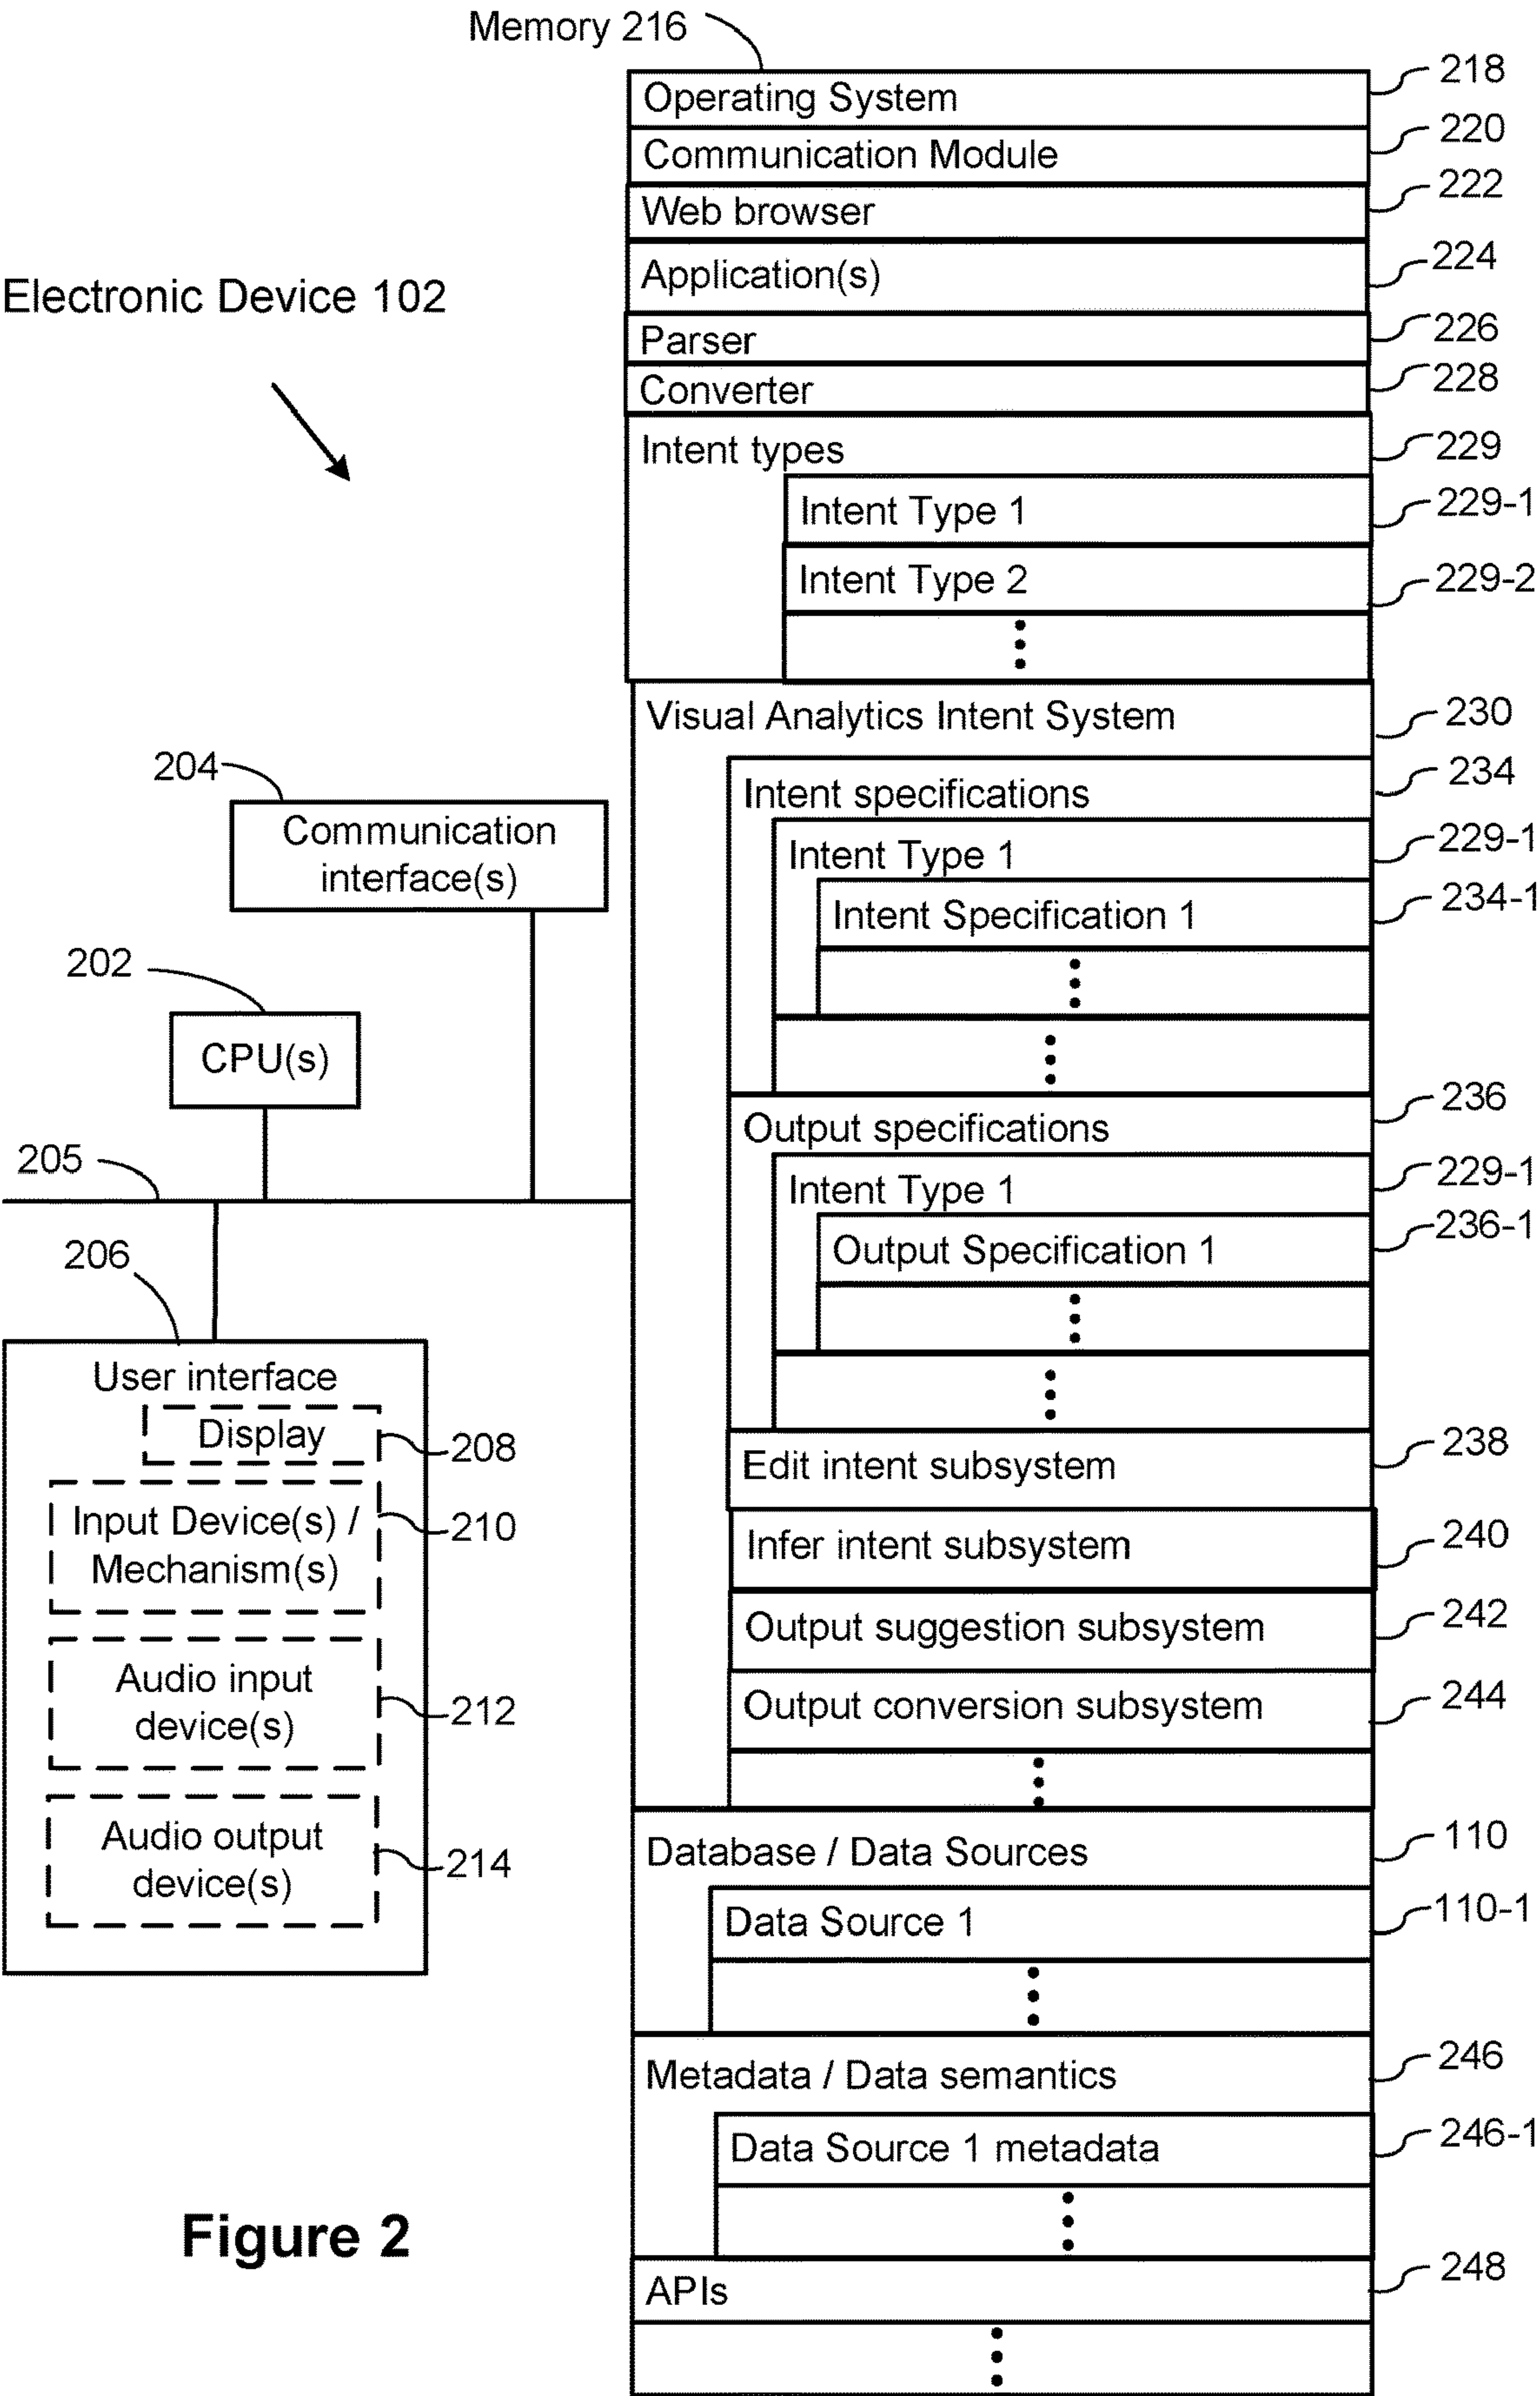 Memory 216
Operating System
218
Communication Module
220
Web browser
222
Application(s)
224
Electronic Device 102
Parser
226
Converter
228
Intent types
229
Intent Type 1
229-1
Intent Type 2
229-2
Visual Analytics Intent System
230
Intent specifications
234
Intent Type 1
229-1
Intent Specification 1
234-1
Output specifications
236
Intent Type 1
229-1
Output Specification 1
236-1
Edit intent subsystem
238
Infer intent subsystem
240
Output suggestion subsystem
242
Output conversion subsystem
244
Database / Data Sources
110
Data Source 1
110-1
Metadata / Data semantics
246
Data Source 1 metadata
246-1
APIs
248
204
Communication
interface(s)
202
CPU(s)
205
206
User interface
Display
208
Input Device(s) /
Mechanism(s)
210
Audio input
device(s)
212
Audio output
device(s)
214
Figure 2